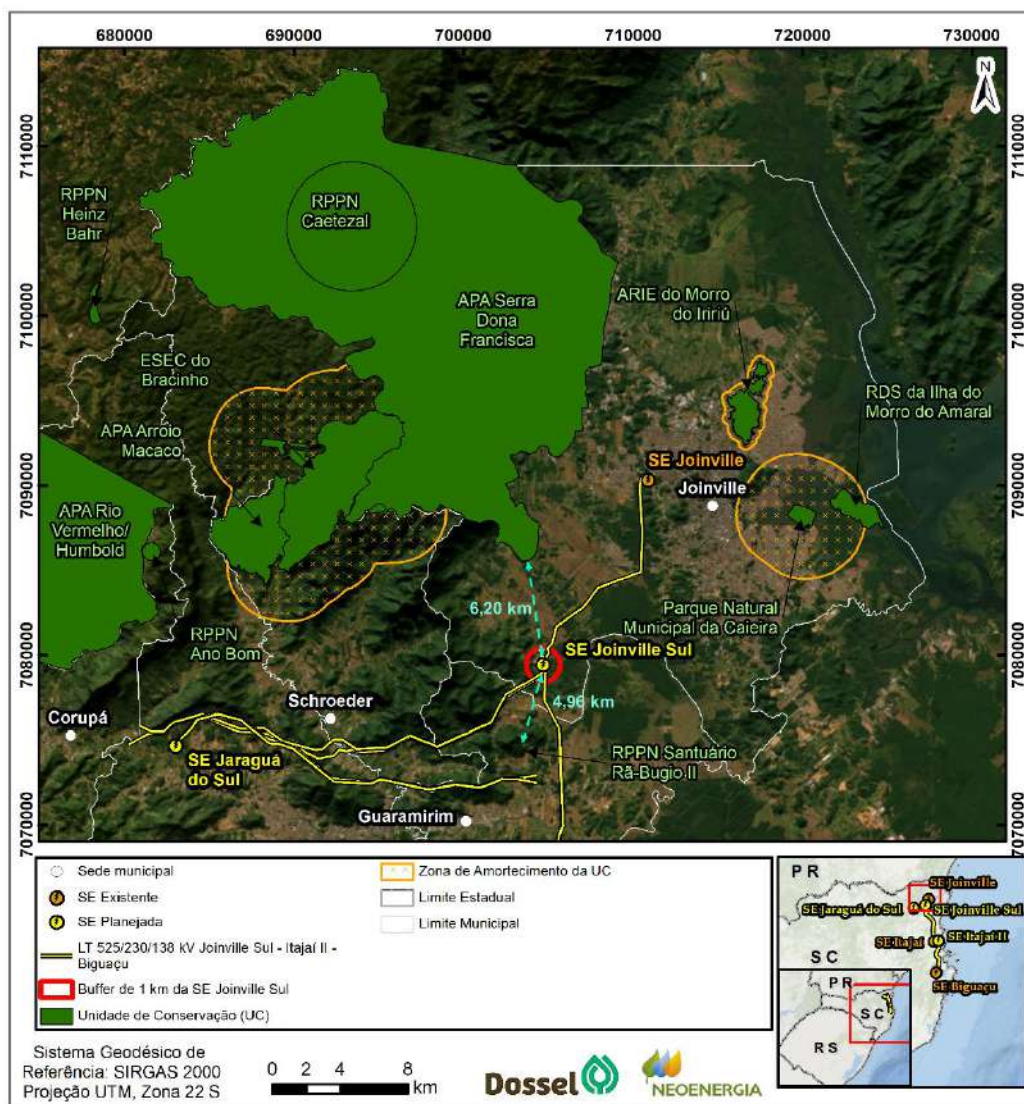 680000 690000 700000 710000 720000 730000
N
7110000
7110000
RPPN
Heinz
Bahr
RPPN
Caetezal
7100000
7100000
APA Serra
Dona
Francisca
ARIE do Morro
do Iririú
ESEC do
Bracinho
RDS da Ilha do
Morro do Amaral
APA Arroio
Macaco
SE Joinville
7090000
7090000
Joinville
APA Rio
Vermelho/
Humbold
6,20 km
Parque Natural
Municipal da Caieira
RPPN
Ano Bom
SE Joinville Sul
7080000
7080000
Schroeder
4,96 km
Corupá
SE Jaraguá
do Sul
RPPN Santuário
Rã-Bugio II
Guaramirim
7070000
7070000
Sede municipal
SE Existente
SE Planejada
LT 525/230/138 kV Joinville Sul - Itajaí II -
Biguaçu
Buffer de 1 km da SE Joinville Sul
Unidade de Conservação (UC)
Zona de Amortecimento da UC
Limite Estadual
Limite Municipal
PR
SE Joinville
SE Jaraguá do Sul
SE Joinville Sul
SC
SE Itajaí
SE Itajaí II
SE Biguaçu
PR
SC
RS
Sistema Geodésico de
Referência: SIRGAS 2000
Projeção UTM, Zona 22 S
0 2 4 8
km
Dossel
NEOENERGIA